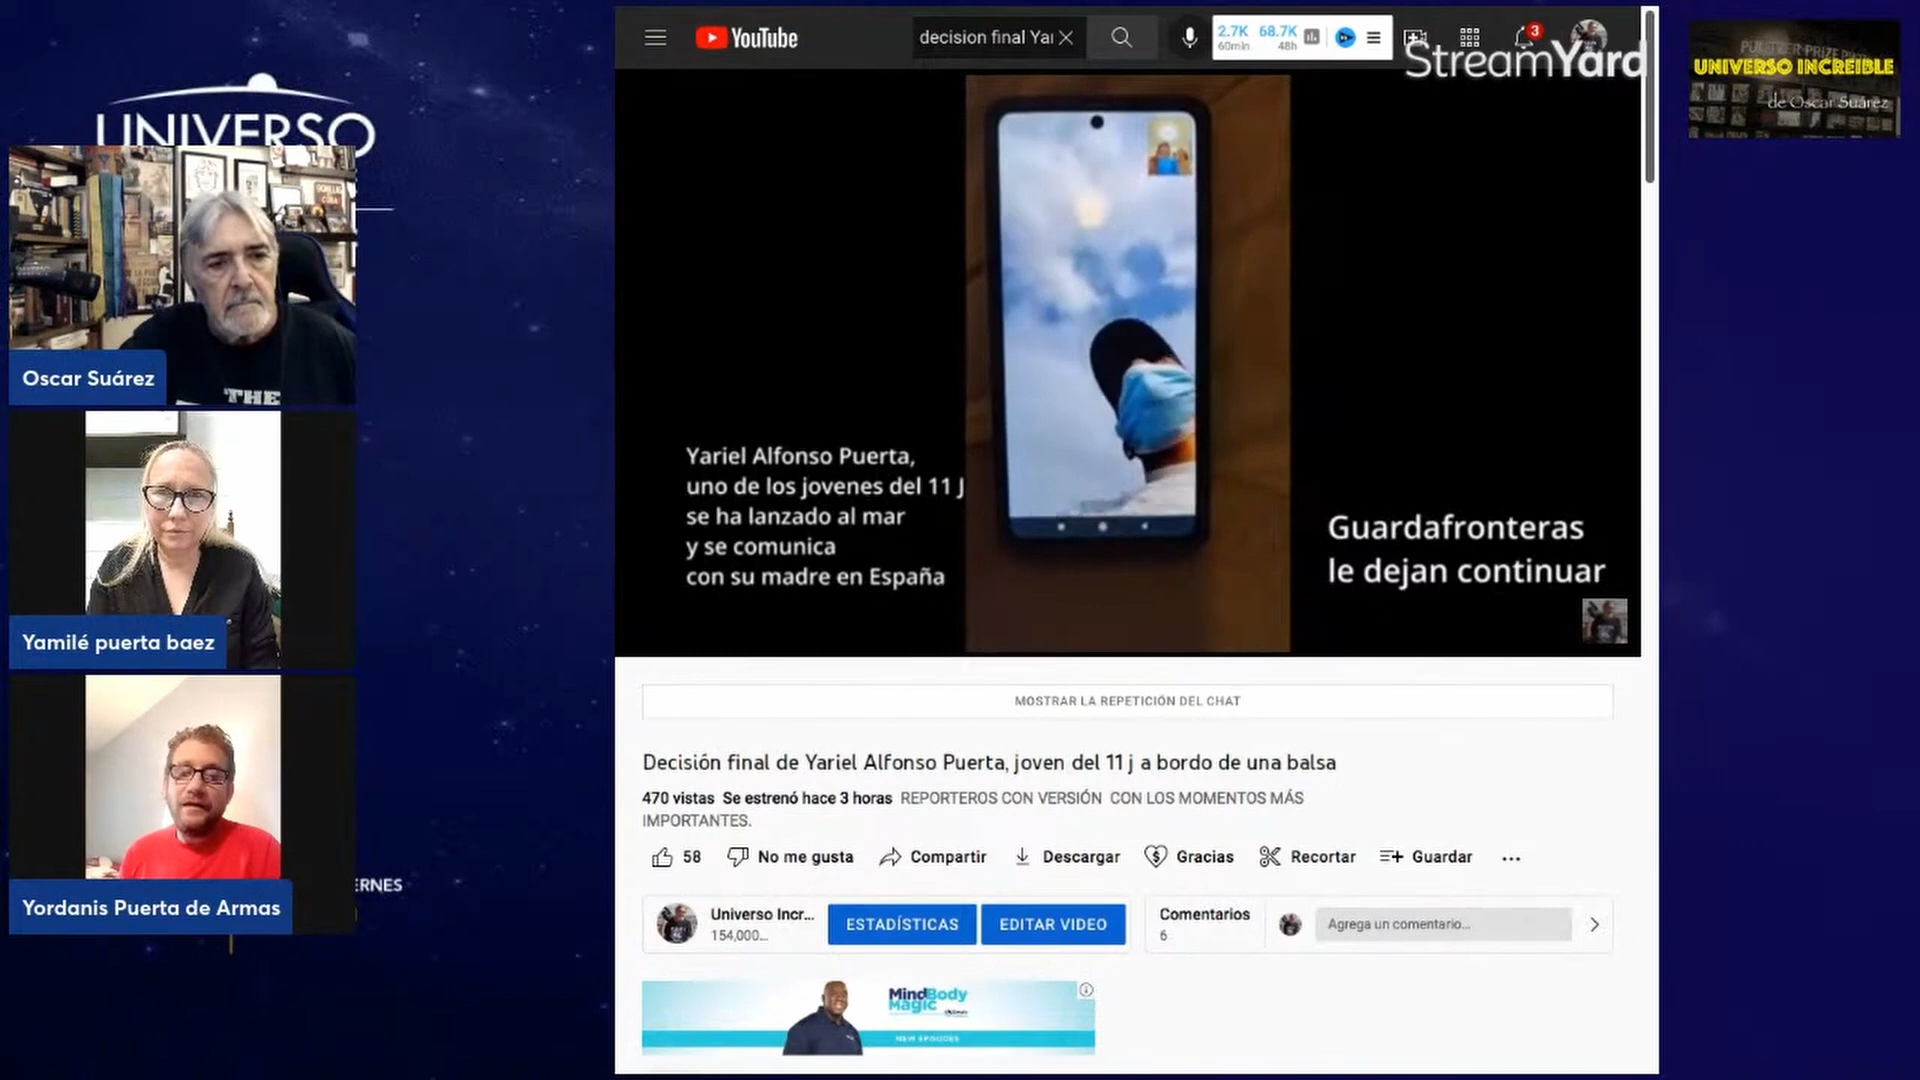 UNIVERSO
Oscar Suárez
THE
Yamilé puerta baez
Yordanis Puerta de Armas
ERNES
YouTube
decision final Yar
2.7K 68.7K
60min 48h
3
StreamYard
Yariel Alfonso Puerta,
uno de los jovenes del 11 J
se ha lanzado al mar
y se comunica
con su madre en España
Guardafronteras
le dejan continuar
MOSTRAR LA REPETICIÓN DEL CHAT
Decisión final de Yariel Alfonso Puerta, joven del 11 j a bordo de una balsa
470 vistas Se estrenó hace 3 horas REPORTEROS CON VERSIÓN CON LOS MOMENTOS MÁS
IMPORTANTES.
58 No me gusta Compartir Descargar Gracias Recortar Guardar ...
Universo Incr...
154,000...
ESTADÍSTICAS
EDITAR VIDEO
Comentarios
6
Agrega un comentario...
MindBody
Magic
NEW EPISODES
PULITZER PRIZE
UNIVERSO INCREIBLE
de Oscar Suárez